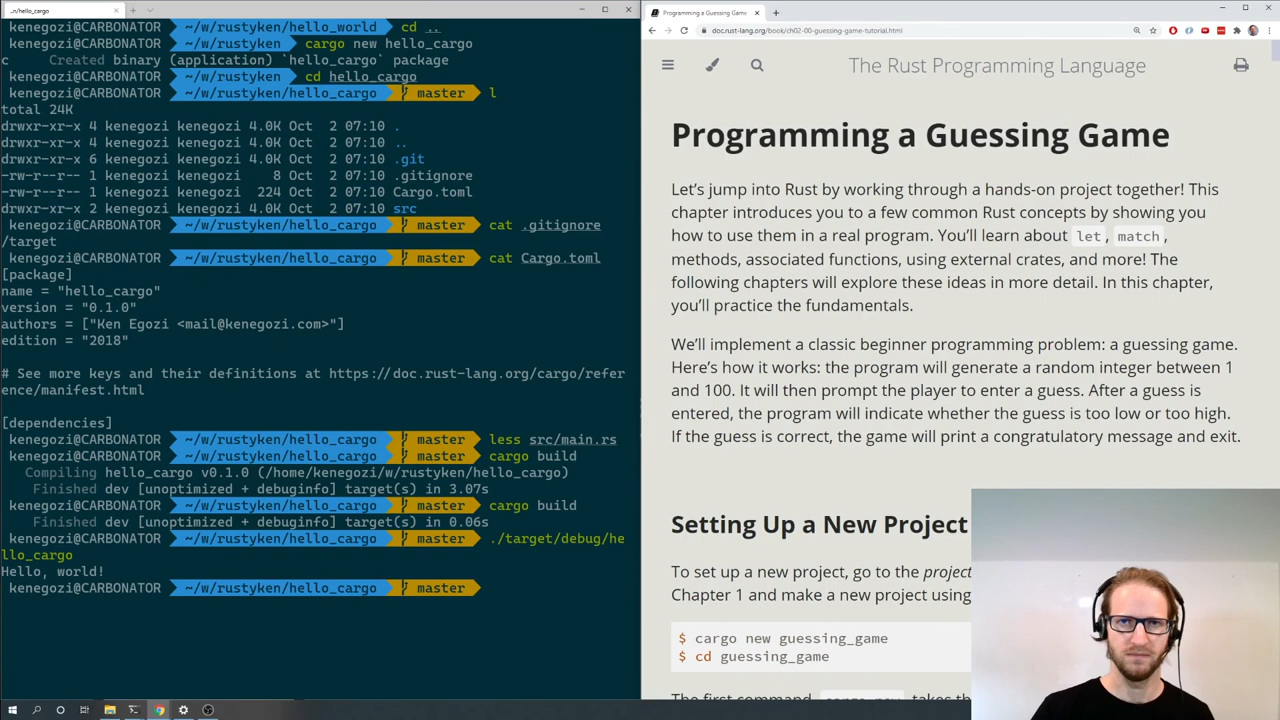 ..n/hello_cargo
kenegozi@CARBONATOR ~/w/rustyken/hello_world cd ..
kenegozi@CARBONATOR ~/w/rustyken cargo new hello_cargo
c Created binary (application) `hello_cargo` package
kenegozi@CARBONATOR ~/w/rustyken cd hello_cargo
kenegozi@CARBONATOR ~/w/rustyken/hello_cargo master l
total 24K
drwxr-xr-x 4 kenegozi kenegozi 4.0K Oct 2 07:10 .
drwxr-xr-x 4 kenegozi kenegozi 4.0K Oct 2 07:10 ..
drwxr-xr-x 6 kenegozi kenegozi 4.0K Oct 2 07:10 .git
-rw-r--r-- 1 kenegozi kenegozi 8 Oct 2 07:10 .gitignore
-rw-r--r-- 1 kenegozi kenegozi 224 Oct 2 07:10 Cargo.toml
drwxr-xr-x 2 kenegozi kenegozi 4.0K Oct 2 07:10 src
kenegozi@CARBONATOR ~/w/rustyken/hello_cargo master cat .gitignore
/target
kenegozi@CARBONATOR ~/w/rustyken/hello_cargo master cat Cargo.toml
[package]
name = "hello_cargo"
version = "0.1.0"
authors = ["Ken Egozi <mail@kenegozi.com>"]
edition = "2018"
# See more keys and their definitions at https://doc.rust-lang.org/cargo/refer
ence/manifest.html
[dependencies]
kenegozi@CARBONATOR ~/w/rustyken/hello_cargo master less src/main.rs
kenegozi@CARBONATOR ~/w/rustyken/hello_cargo master cargo build
Compiling hello_cargo v0.1.0 (/home/kenegozi/w/rustyken/hello_cargo)
Finished dev [unoptimized + debuginfo] target(s) in 3.07s
kenegozi@CARBONATOR ~/w/rustyken/hello_cargo master cargo build
Finished dev [unoptimized + debuginfo] target(s) in 0.06s
kenegozi@CARBONATOR ~/w/rustyken/hello_cargo master ./target/debug/he
llo_cargo
Hello, world!
kenegozi@CARBONATOR ~/w/rustyken/hello_cargo master
Programming a Guessing Game
doc.rust-lang.org/book/ch02-00-guessing-game-tutorial.html
The Rust Programming Language
Programming a Guessing Game
Let’s jump into Rust by working through a hands-on project together! This
chapter introduces you to a few common Rust concepts by showing you
how to use them in a real program. You’ll learn about let, match,
methods, associated functions, using external crates, and more! The
following chapters will explore these ideas in more detail. In this chapter,
you’ll practice the fundamentals.
We’ll implement a classic beginner programming problem: a guessing game.
Here’s how it works: the program will generate a random integer between 1
and 100. It will then prompt the player to enter a guess. After a guess is
entered, the program will indicate whether the guess is too low or too high.
If the guess is correct, the game will print a congratulatory message and exit.
Setting Up a New Project
To set up a new project, go to the project
Chapter 1 and make a new project using
$ cargo new guessing_game
$ cd guessing_game
The first command, cargo new, takes th